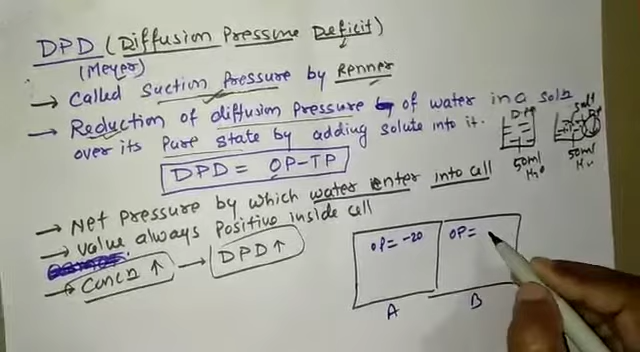 DPD (Diffusion Pressure Deficit)
(Meyer)
→ Called Suction Pressure by Renner
→ Reduction of diffusion pressure of water in a soln
over its Pure state by adding solute into it.
DPD = OP-TP
→ Net pressure by which water enter into cell
→ Value always Positive inside cell
→ Concn ↑ → DPD ↑
50ml
H2O
salt
50ml
OP = -20
OP =
A
B